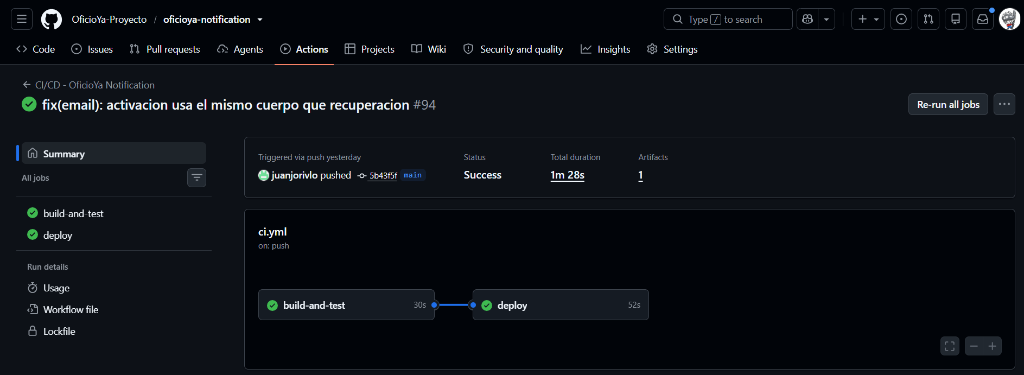 OficioYa-Proyecto / oficioya-notification
Type / to search
Code Issues Pull requests Agents Actions Projects Wiki Security and quality Insights Settings
CI/CD - OficioYa Notification
fix(email): activacion usa el mismo cuerpo que recuperacion #94
Re-run all jobs
Summary
All jobs
build-and-test
deploy
Run details
Usage
Workflow file
Lockfile
Triggered via push yesterday
juanjorivlo pushed 5b43f5f main
Status
Success
Total duration
1m 28s
Artifacts
1
ci.yml
on: push
build-and-test 30s
deploy 52s